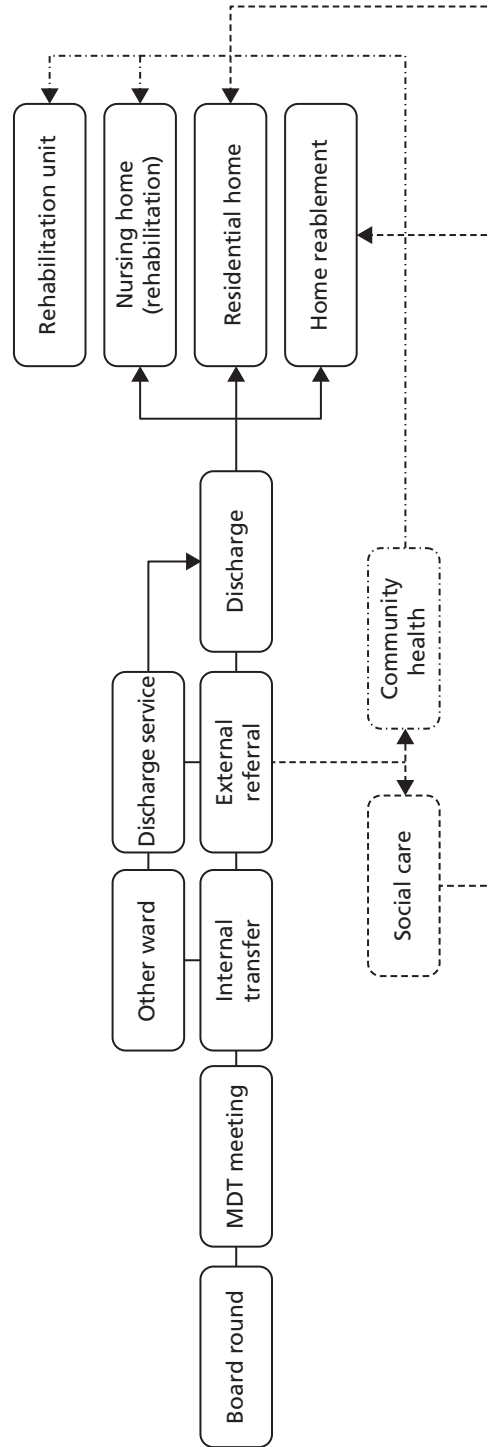 Board round
MDT meeting
Other ward
Internal
transfer
Discharge service
External
referral
Discharge
Social care
Community
health
Rehabilitation unit
Nursing home
(rehabilitation)
Residential home
Home reablement